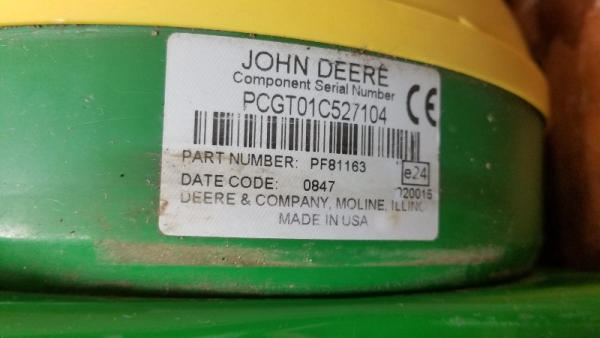 JOHN DEERE
Component Serial Number
PCGT01C527104
CE
PART NUMBER: PF81163
e24
DATE CODE: 0847
020016
DEERE & COMPANY, MOLINE, ILLINO
MADE IN USA